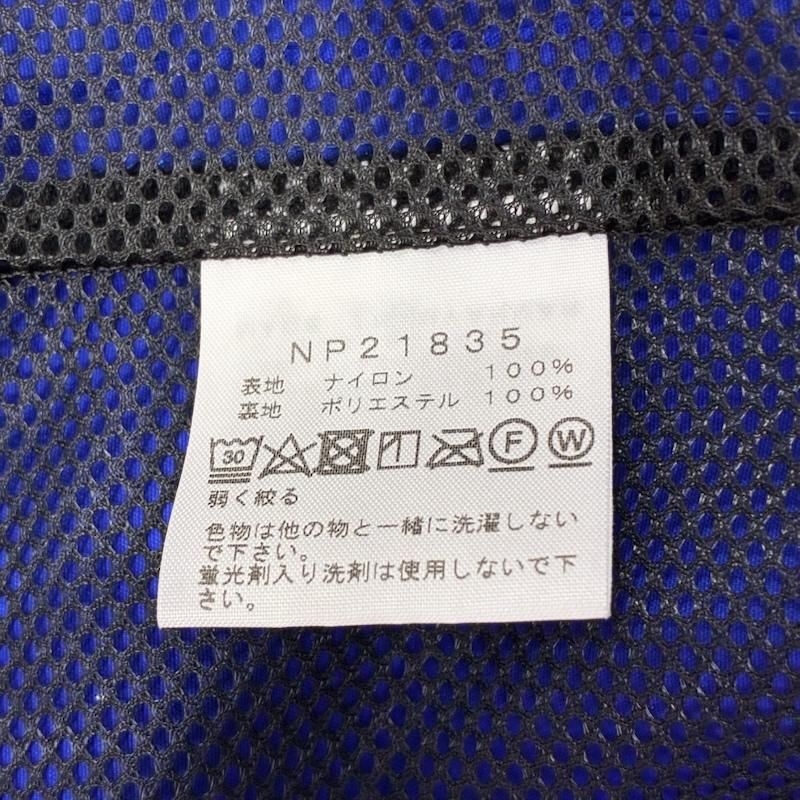 NP21835
表地 ナイロン 100%
裏地 ポリエステル 100%
30 F W
弱く絞る
色物は他の物と一緒に洗濯しない
で下さい。
蛍光剤入り洗剤は使用しないで下
さい。